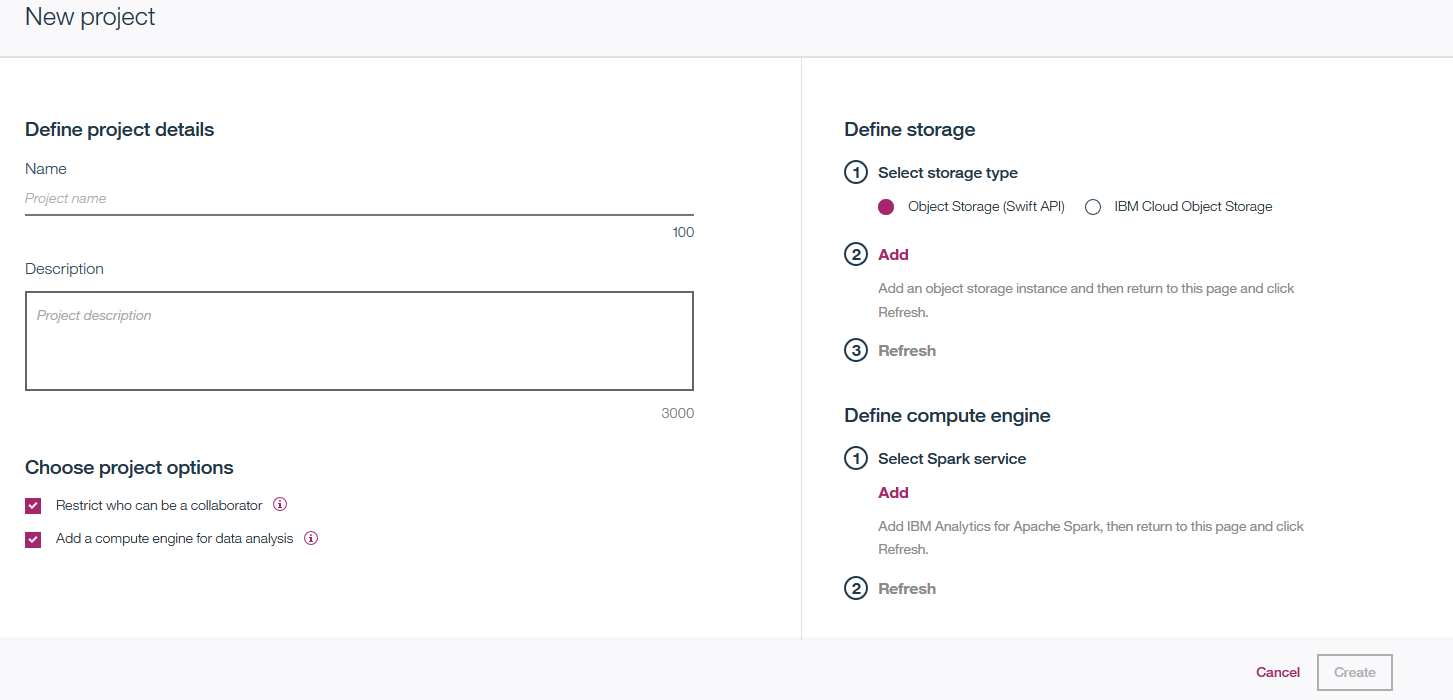 New project
Define project details
Name
Project name
100
Description
Project description
3000
Choose project options
Restrict who can be a collaborator
Add a compute engine for data analysis
Define storage
1 Select storage type
Object Storage (Swift API) IBM Cloud Object Storage
2 Add
Add an object storage instance and then return to this page and click
Refresh.
3 Refresh
Define compute engine
1 Select Spark service
Add
Add IBM Analytics for Apache Spark, then return to this page and click
Refresh.
2 Refresh
Cancel Create